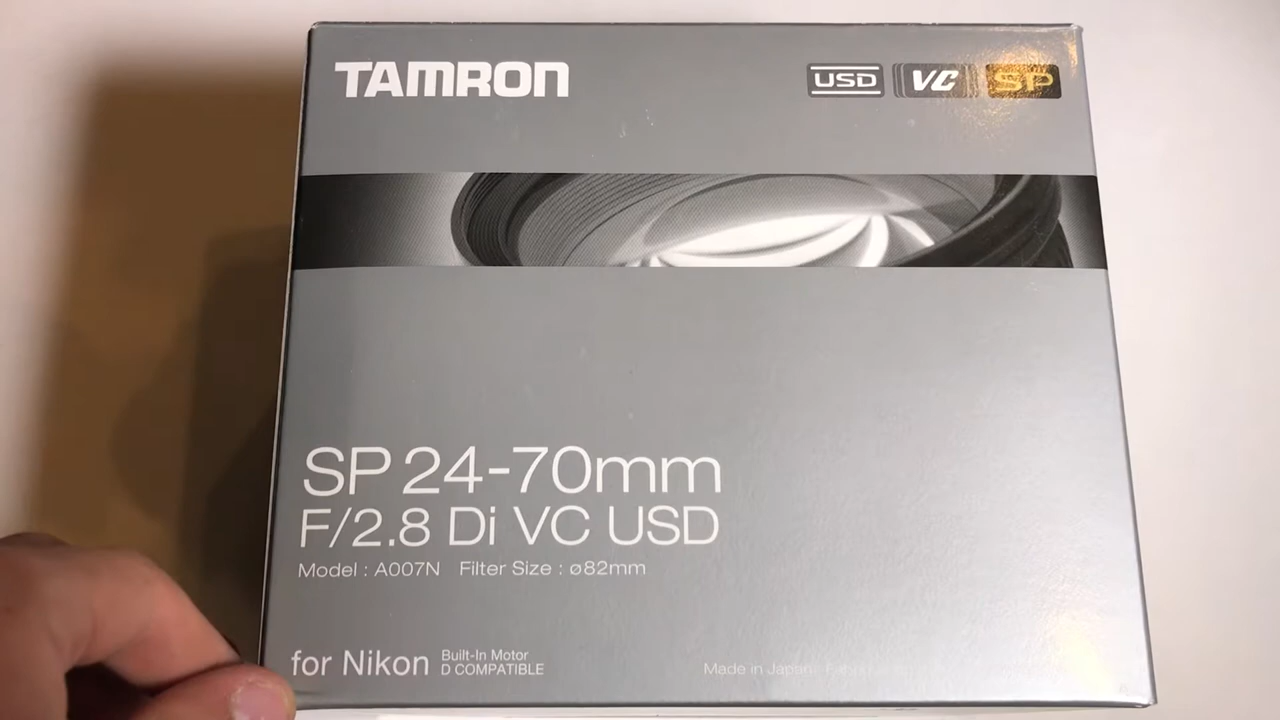 TAMRON
USD VC SP
SP 24-70mm
F/2.8 Di VC USD
Model : A007N Filter Size : ø82mm
for Nikon Built-In Motor
D COMPATIBLE
Made in Japan